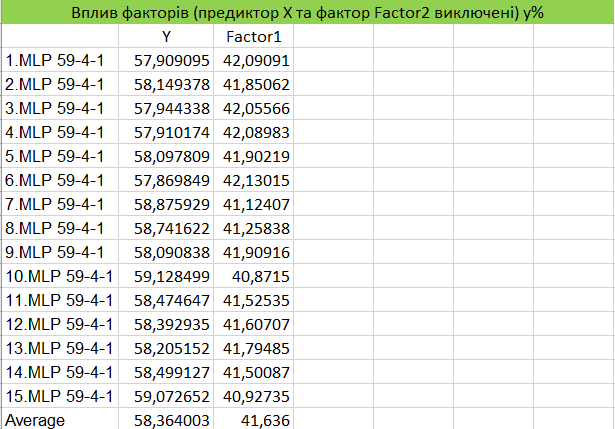 Вплив факторів (предиктор X та фактор Factor2 виключені) у%
Y Factor1
1.MLP 59-4-1 57,909095 42,09091
2.MLP 59-4-1 58,149378 41,85062
3.MLP 59-4-1 57,944338 42,05566
4.MLP 59-4-1 57,910174 42,08983
5.MLP 59-4-1 58,097809 41,90219
6.MLP 59-4-1 57,869849 42,13015
7.MLP 59-4-1 58,875929 41,12407
8.MLP 59-4-1 58,741622 41,25838
9.MLP 59-4-1 58,090838 41,90916
10.MLP 59-4-1 59,128499 40,8715
11.MLP 59-4-1 58,474647 41,52535
12.MLP 59-4-1 58,392935 41,60707
13.MLP 59-4-1 58,205152 41,79485
14.MLP 59-4-1 58,499127 41,50087
15.MLP 59-4-1 59,072652 40,92735
Average 58,364003 41,636